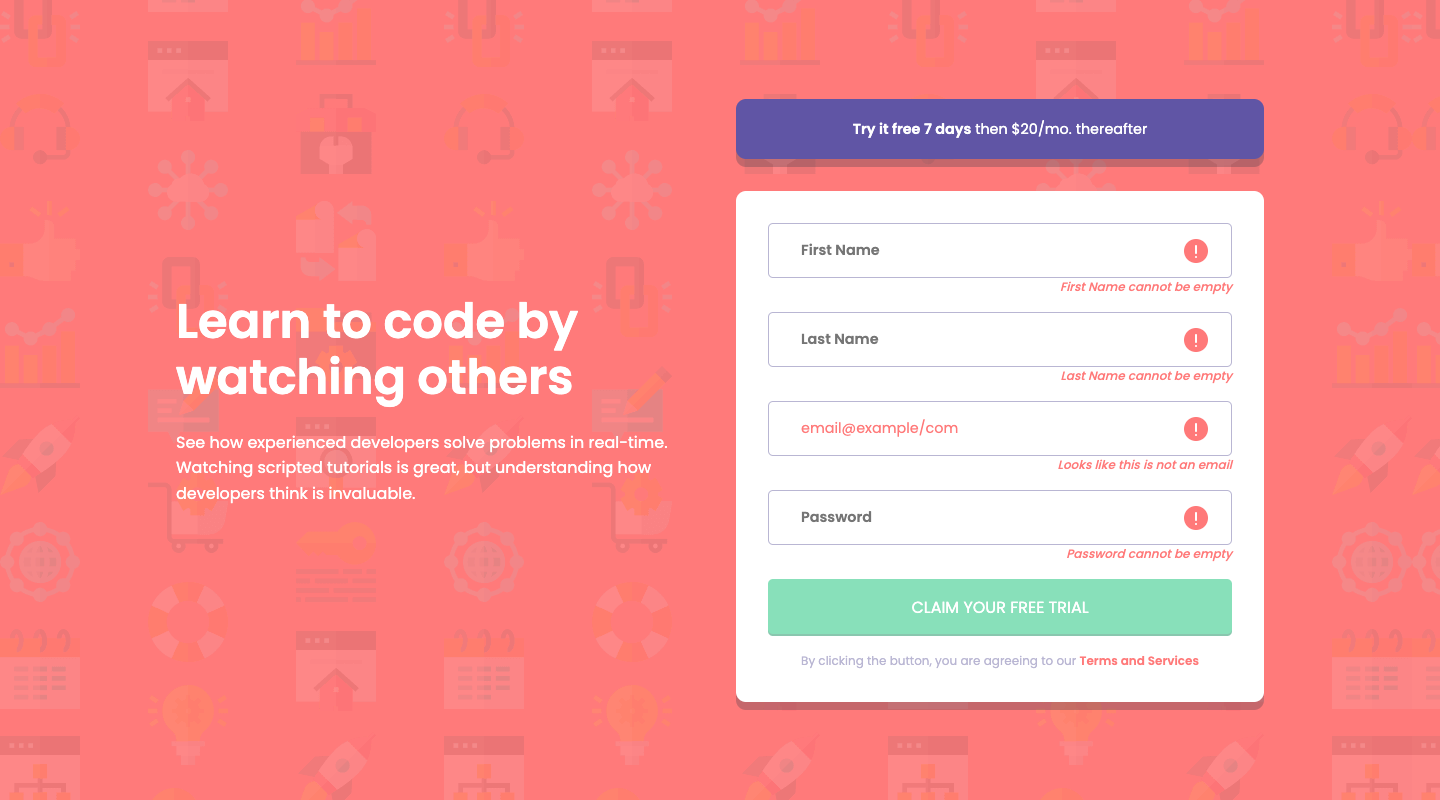 Learn to code by
watching others
See how experienced developers solve problems in real-time.
Watching scripted tutorials is great, but understanding how
developers think is invaluable.
Try it free 7 days then $20/mo. thereafter
First Name
First Name cannot be empty
Last Name
Last Name cannot be empty
email@example/com
Looks like this is not an email
Password
Password cannot be empty
CLAIM YOUR FREE TRIAL
By clicking the button, you are agreeing to our Terms and Services